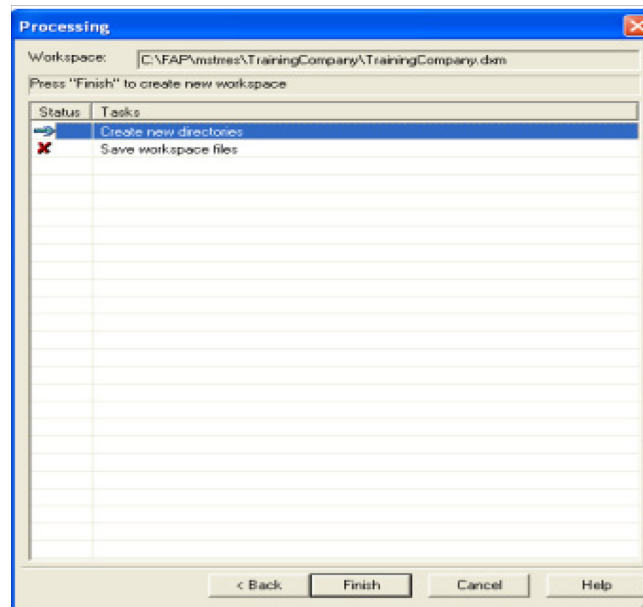 Processing
Workspace: C:\FAP\mstrres\TrainingCompany\TrainingCompany.dxm
Press "Finish" to create new workspace
Status Tasks
Create new directories
Save workspace files
< Back Finish Cancel Help